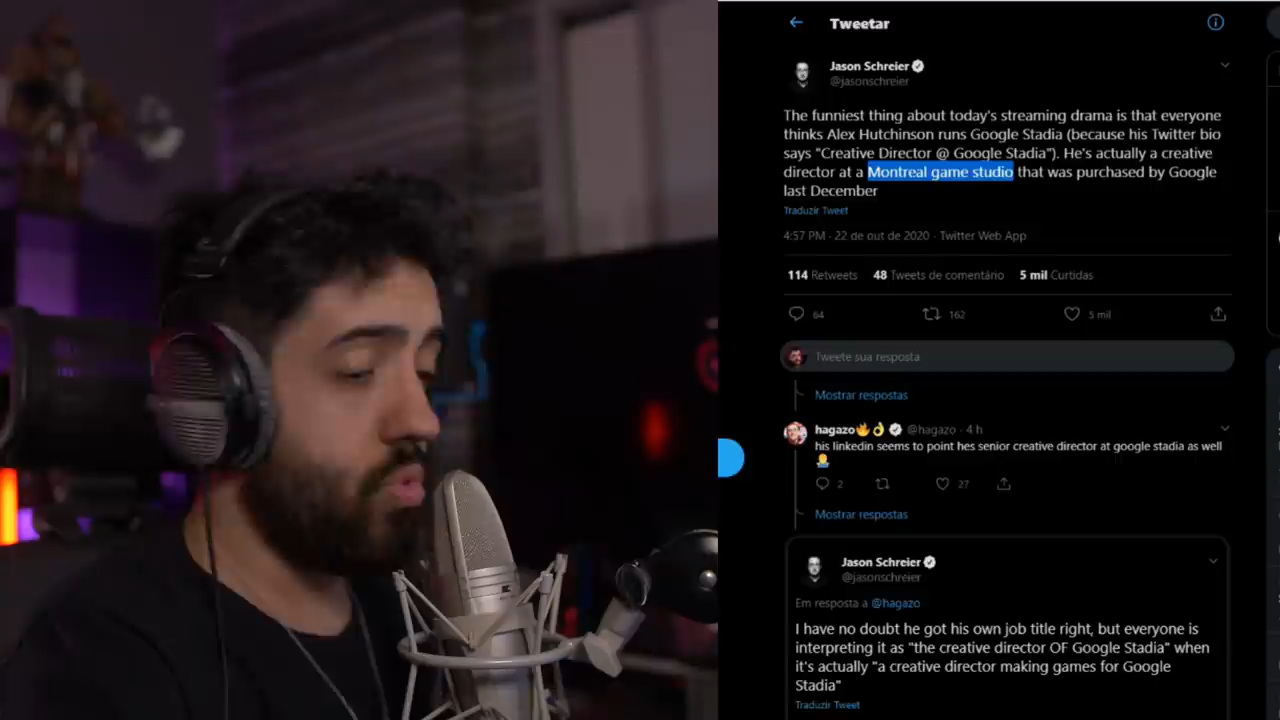 Tweetar
Jason Schreier
@jasonschreier
The funniest thing about today's streaming drama is that everyone
thinks Alex Hutchinson runs Google Stadia (because his Twitter bio
says "Creative Director @ Google Stadia"). He's actually a creative
director at a Montreal game studio that was purchased by Google
last December
Traduzir Tweet
4:57 PM · 22 de out de 2020 · Twitter Web App
114 Retweets 48 Tweets de comentário 5 mil Curtidas
64 162 5 mil
Tweete sua resposta
Mostrar respostas
hagazo🔥👌 @hagazo · 4 h
his linkedin seems to point hes senior creative director at google stadia as well
2 27
Mostrar respostas
Jason Schreier
@jasonschreier
Em resposta a @hagazo
I have no doubt he got his own job title right, but everyone is
interpreting it as "the creative director OF Google Stadia" when
it's actually "a creative director making games for Google
Stadia"
Traduzir Tweet